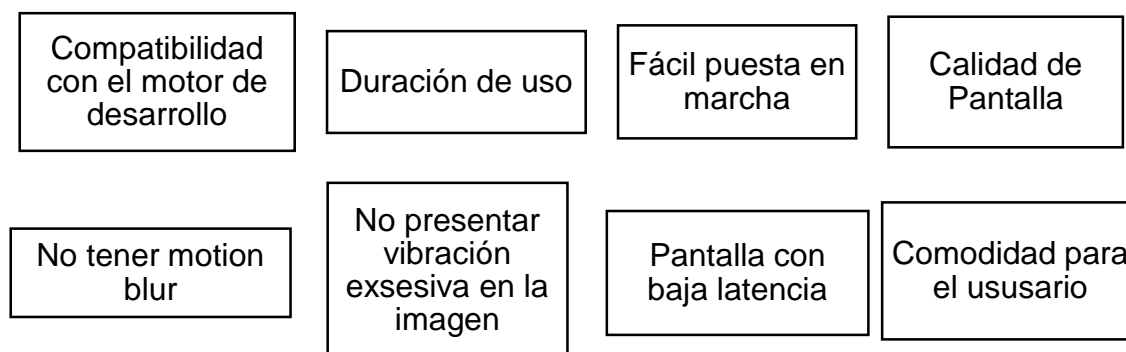 Compatibilidad
con el motor de
desarrollo
Duración de uso
Fácil puesta en
marcha
Calidad de
Pantalla
No tener motion
blur
No presentar
vibración
exsesiva en la
imagen
Pantalla con
baja latencia
Comodidad para
el ususario